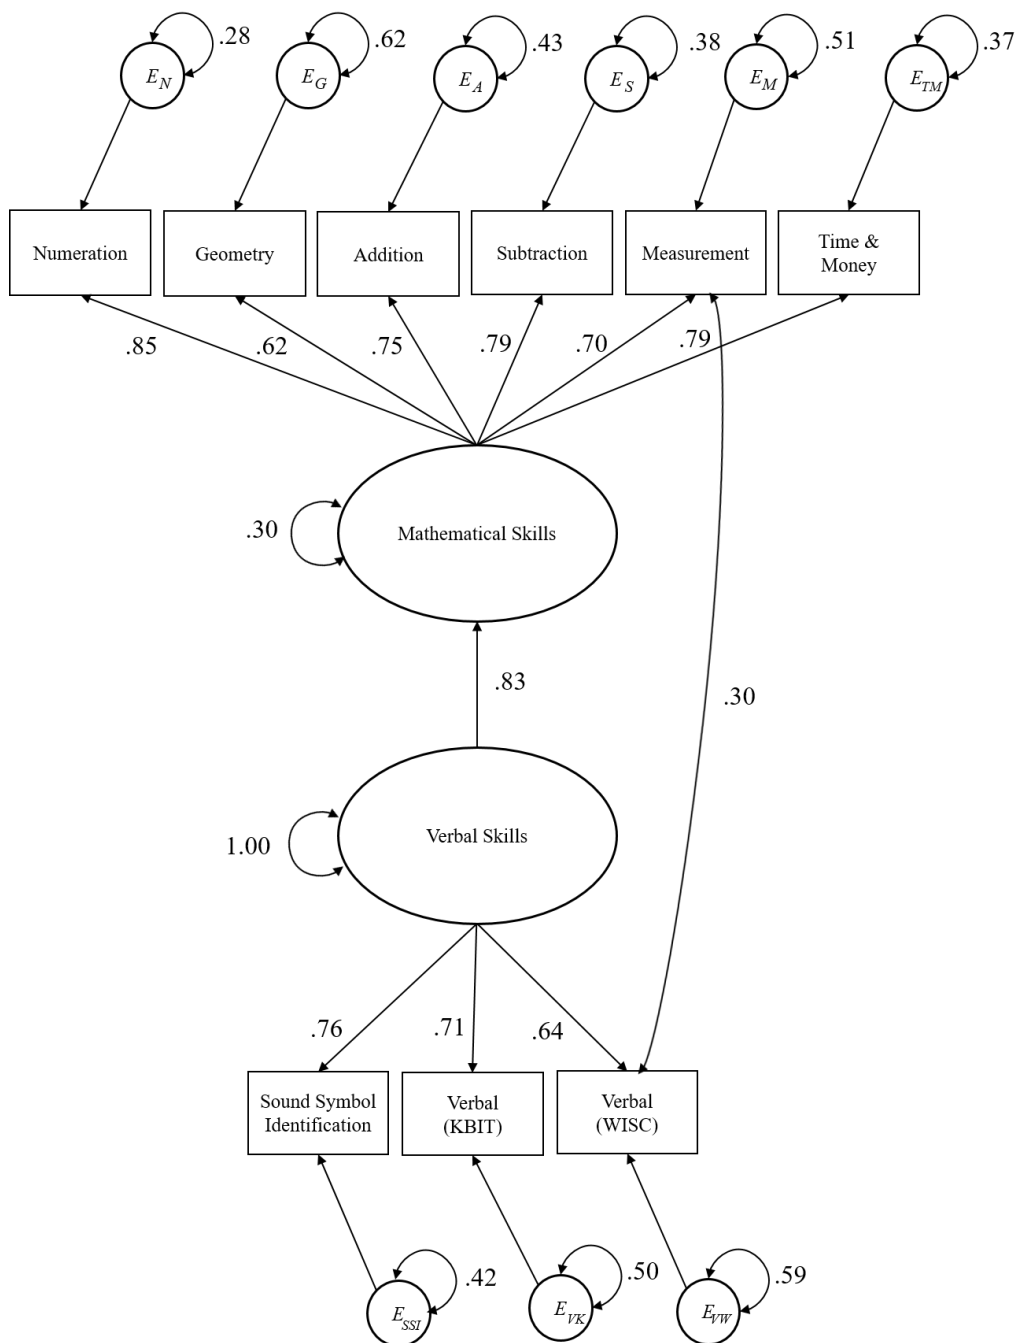 .28
.62
.43
.38
.51
.37
E_N
E_G
E_A
E_S
E_M
E_TM
Numeration
Geometry
Addition
Subtraction
Measurement
Time &
Money
.85
.62
.75
.79
.70
.79
.30
Mathematical Skills
.83
.30
1.00
Verbal Skills
.76
.71
.64
Sound Symbol
Identification
Verbal
(KBIT)
Verbal
(WISC)
.42
.50
.59
E_SSI
E_VK
E_VW